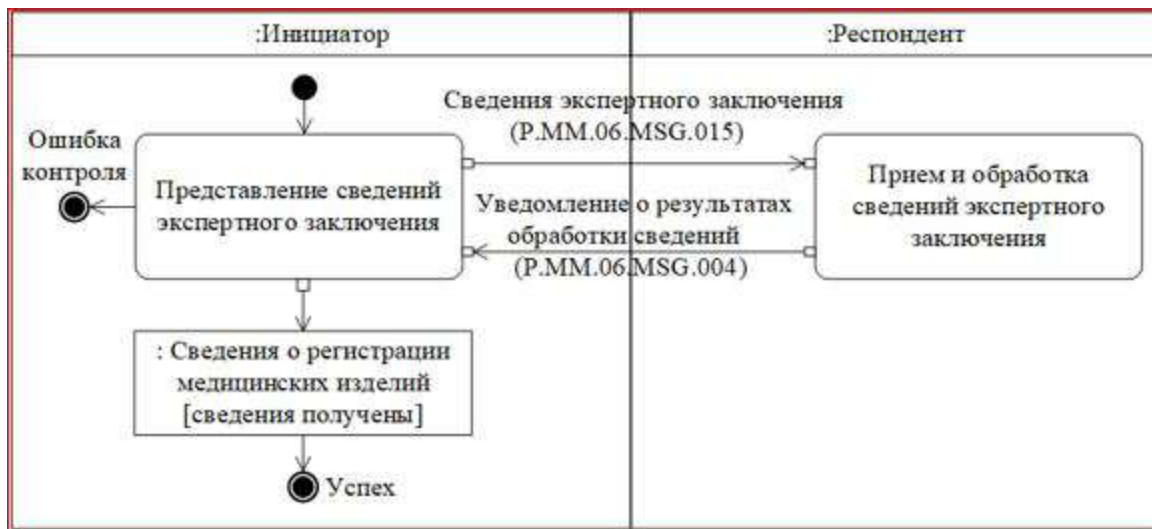 :Инициатор
:Респондент
Сведения экспертного заключения
(P.MM.06.MSG.015)
Ошибка
контроля
Представление сведений
экспертного заключения
Прием и обработка
сведений экспертного
заключения
Уведомление о результатах
обработки сведений
(P.MM.06.MSG.004)
: Сведения о регистрации
медицинских изделий
[сведения получены]
Успех